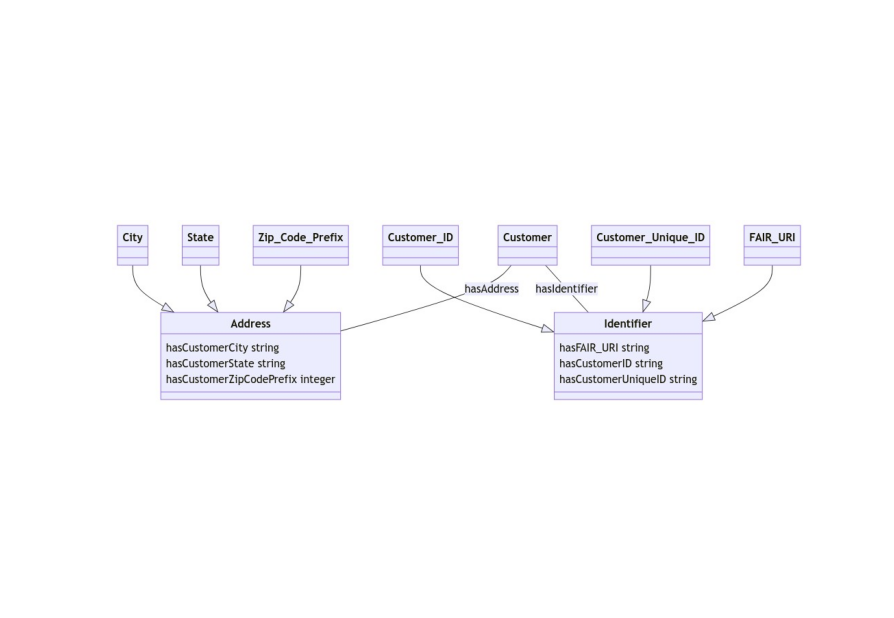 City
State
Zip_Code_Prefix
Customer_ID
Customer
Customer_Unique_ID
FAIR_URI
hasAddress
hasIdentifier
Address
hasCustomerCity string
hasCustomerState string
hasCustomerZipCodePrefix integer
Identifier
hasFAIR_URI string
hasCustomerID string
hasCustomerUniqueID string